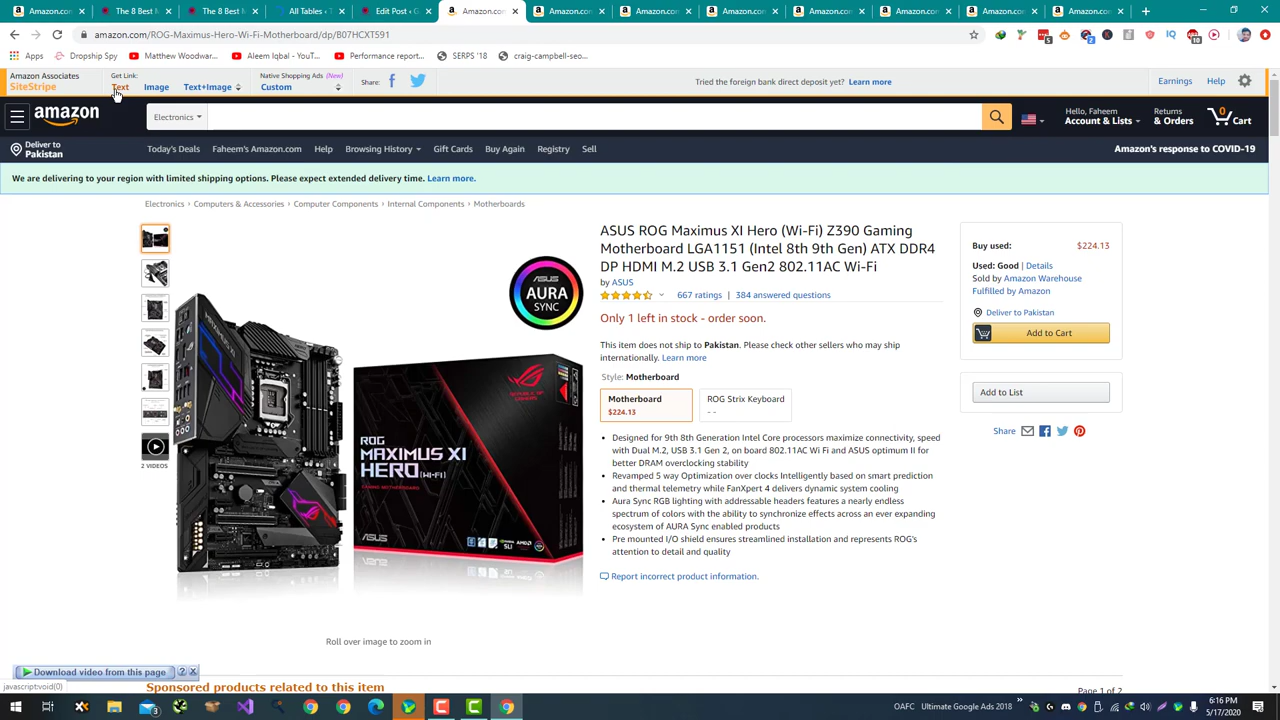 Amazon.co...
The 8 Best M
The 8 Best M
All Tables ‹ T
Edit Post ‹ G
Amazon.co
Amazon.co
Amazon.co
Amazon.co
Amazon.co
Amazon.co
Amazon.co
Amazon.co
amazon.com/ROG-Maximus-Hero-Wi-Fi-Motherboard/dp/B07HCXT591
Apps
Dropship Spy
Matthew Woodwar...
Aleem Iqbal - YouT...
Performance report...
SERPS '18
craig-campbell-seo...
Amazon Associates
SiteStripe
Get Link:
Text
Image
Text+Image
Native Shopping Ads (New)
Custom
Share:
Tried the foreign bank direct deposit yet? Learn more
Earnings
Help
amazon
Electronics
Hello, Faheem
Account & Lists
Returns
& Orders
0
Cart
Deliver to
Pakistan
Today's Deals
Faheem's Amazon.com
Help
Browsing History
Gift Cards
Buy Again
Registry
Sell
Amazon's response to COVID-19
We are delivering to your region with limited shipping options. Please expect extended delivery time. Learn more.
Electronics › Computers & Accessories › Computer Components › Internal Components › Motherboards
ASUS ROG Maximus XI Hero (Wi-Fi) Z390 Gaming
Motherboard LGA1151 (Intel 8th 9th Gen) ATX DDR4
DP HDMI M.2 USB 3.1 Gen2 802.11AC Wi-Fi
by ASUS
667 ratings | 384 answered questions
Only 1 left in stock - order soon.
This item does not ship to Pakistan. Please check other sellers who may ship
internationally. Learn more
Style: Motherboard
Motherboard
$224.13
ROG Strix Keyboard
- -
• Designed for 9th 8th Generation Intel Core processors maximize connectivity, speed
with Dual M.2, USB 3.1 Gen 2, on board 802.11AC Wi Fi and ASUS optimum II for
better DRAM overclocking stability
• Revamped 5 way Optimization over clocks Intelligently based on smart prediction
and thermal telemetry while FanXpert 4 delivers dynamic system cooling
• Aura Sync RGB lighting with addressable headers features a nearly endless
spectrum of colors with the ability to synchronize effects across an ever expanding
ecosystem of AURA Sync enabled products
• Pre mounted I/O shield ensures streamlined installation and represents ROG's
attention to detail and quality
Report incorrect product information.
Buy used:
$224.13
Used: Good | Details
Sold by Amazon Warehouse
Fulfilled by Amazon
Deliver to Pakistan
Add to Cart
Add to List
Share
ASUS
AURA
SYNC
ROG
MAXIMUS XI
HERO [WI-FI]
ASUS
2 VIDEOS
Roll over image to zoom in
Download video from this page
?
X
javascript:void(0)
Sponsored products related to this item
Page 1 of 2
OAFC
Ultimate Google Ads 2018
6:16 PM
5/17/2020